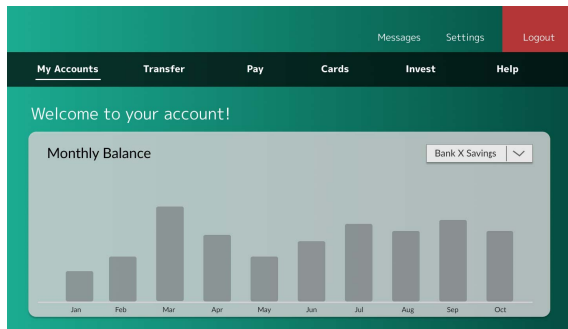 Messages Settings Logout
My Accounts Transfer Pay Cards Invest Help
Welcome to your account!
Monthly Balance
Bank X Savings
Jan Feb Mar Apr May Jun Jul Aug Sep Oct